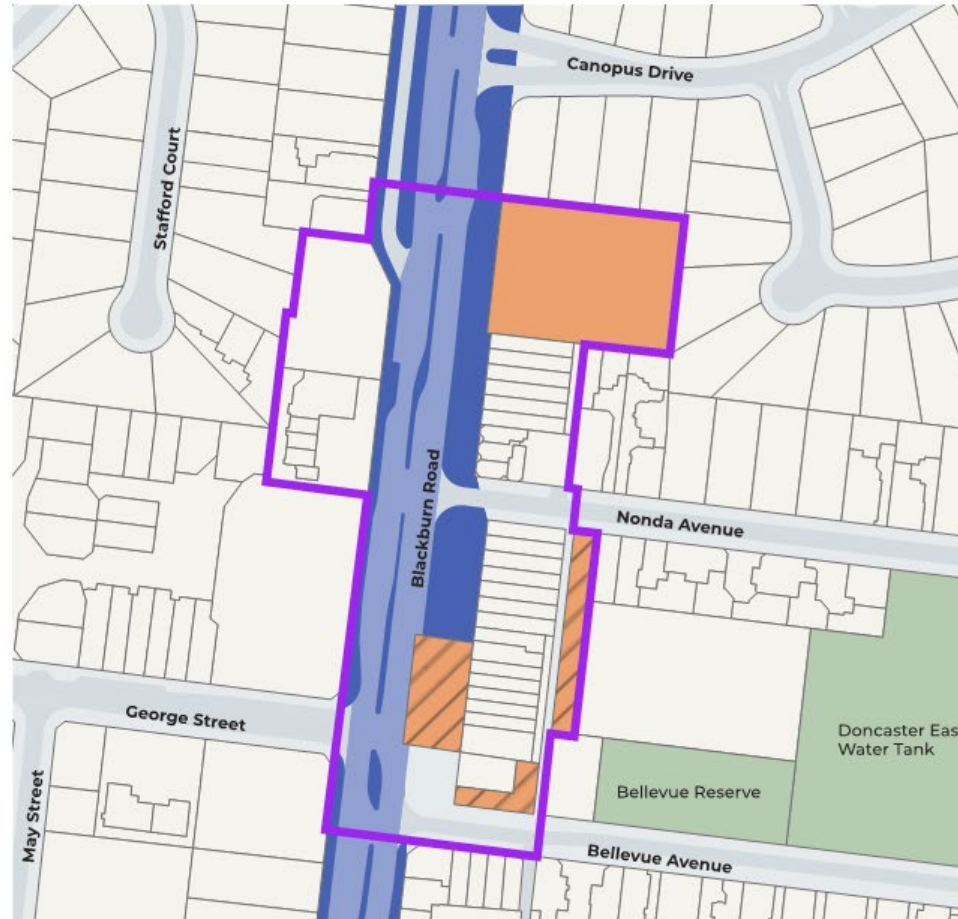 Canopus Drive
Stafford Court
Blackburn Road
Nonda Avenue
George Street
Doncaster Eas
Water Tank
Bellevue Reserve
May Street
Bellevue Avenue